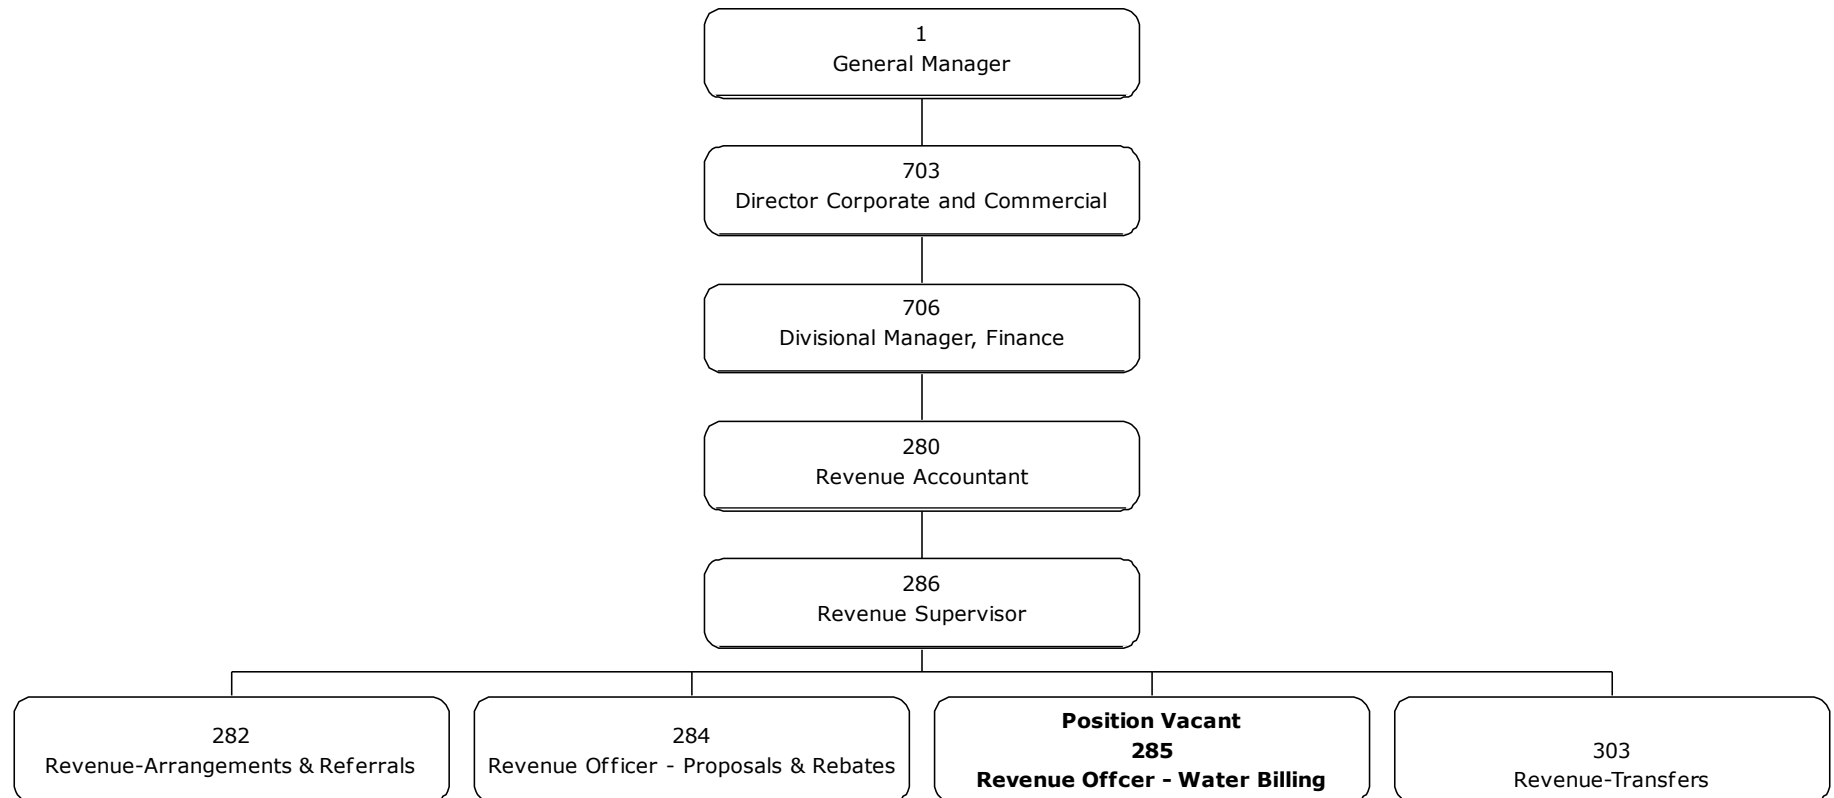 1
General Manager
703
Director Corporate and Commercial
706
Divisional Manager, Finance
280
Revenue Accountant
286
Revenue Supervisor
282
Revenue-Arrangements & Referrals
284
Revenue Officer - Proposals & Rebates
Position Vacant
285
Revenue Offcer - Water Billing
303
Revenue-Transfers